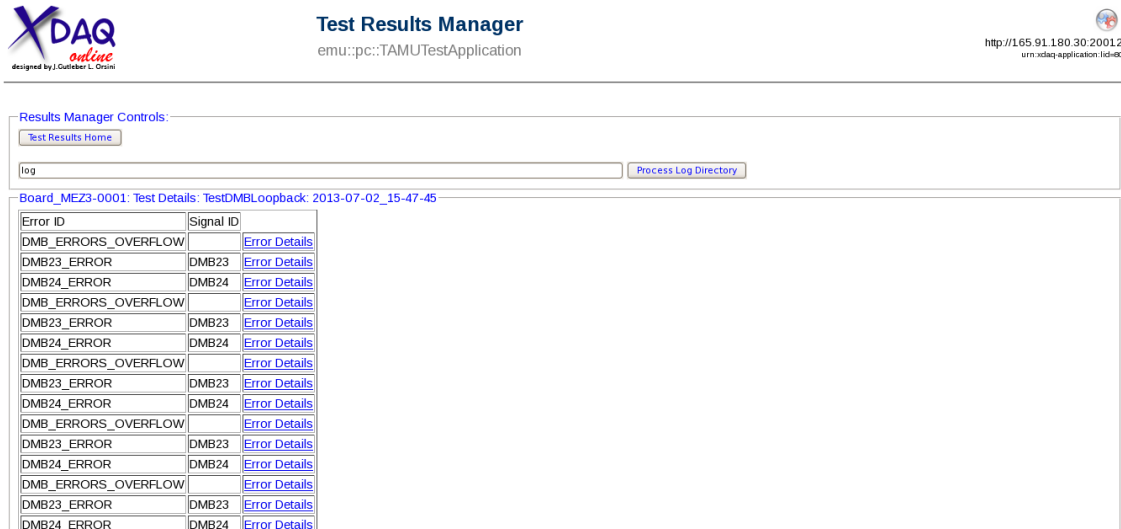 XDAQ
online
designed by J.Gutleber L. Orsini
Test Results Manager
emu::pc::TAMUTestApplication
http://165.91.180.30:20012
urn:xdaq-application:lid=80
Results Manager Controls:
Test Results Home
log Process Log Directory
Board_MEZ3-0001: Test Details: TestDMBLoopback: 2013-07-02_15-47-45
Error ID Signal ID
DMB_ERRORS_OVERFLOW Error Details
DMB23_ERROR DMB23 Error Details
DMB24_ERROR DMB24 Error Details
DMB_ERRORS_OVERFLOW Error Details
DMB23_ERROR DMB23 Error Details
DMB24_ERROR DMB24 Error Details
DMB_ERRORS_OVERFLOW Error Details
DMB23_ERROR DMB23 Error Details
DMB24_ERROR DMB24 Error Details
DMB_ERRORS_OVERFLOW Error Details
DMB23_ERROR DMB23 Error Details
DMB24_ERROR DMB24 Error Details
DMB_ERRORS_OVERFLOW Error Details
DMB23_ERROR DMB23 Error Details
DMB24_ERROR DMB24 Error Details